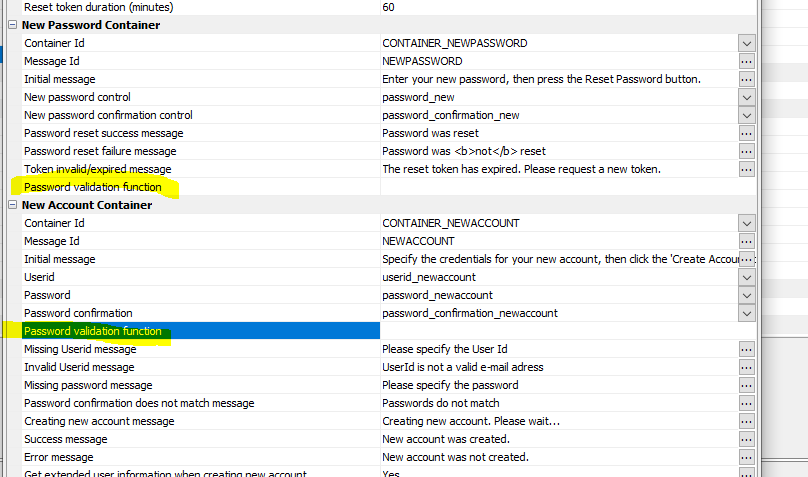 Reset token duration (minutes) 60
New Password Container
Container Id CONTAINER_NEWPASSWORD
Message Id NEWPASSWORD
Initial message Enter your new password, then press the Reset Password button.
New password control password_new
New password confirmation control password_confirmation_new
Password reset success message Password was reset
Password reset failure message Password was <b>not</b> reset
Token invalid/expired message The reset token has expired. Please request a new token.
Password validation function
New Account Container
Container Id CONTAINER_NEWACCOUNT
Message Id NEWACCOUNT
Initial message Specify the credentials for your new account, then click the 'Create Accou
Userid userid_newaccount
Password password_newaccount
Password confirmation password_confirmation_newaccount
Password validation function
Missing Userid message Please specify the User Id
Invalid Userid message UserId is not a valid e-mail adress
Missing password message Please specify the password
Password confirmation does not match message Passwords do not match
Creating new account message Creating new account. Please wait...
Success message New account was created.
Error message New account was not created.
Get extended user information when creating new account Yes